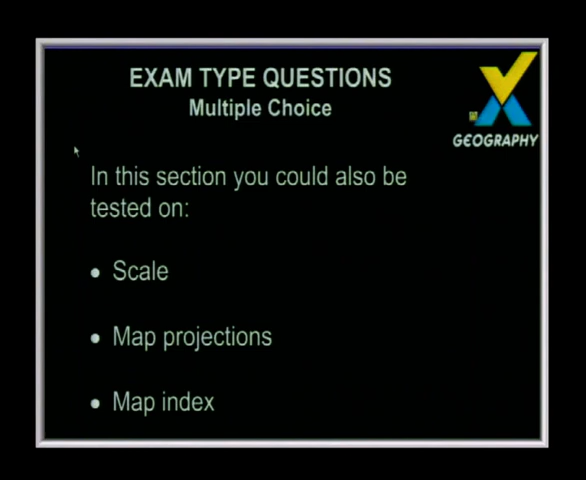 EXAM TYPE QUESTIONS
Multiple Choice
GEOGRAPHY
In this section you could also be
tested on:
• Scale
• Map projections
• Map index